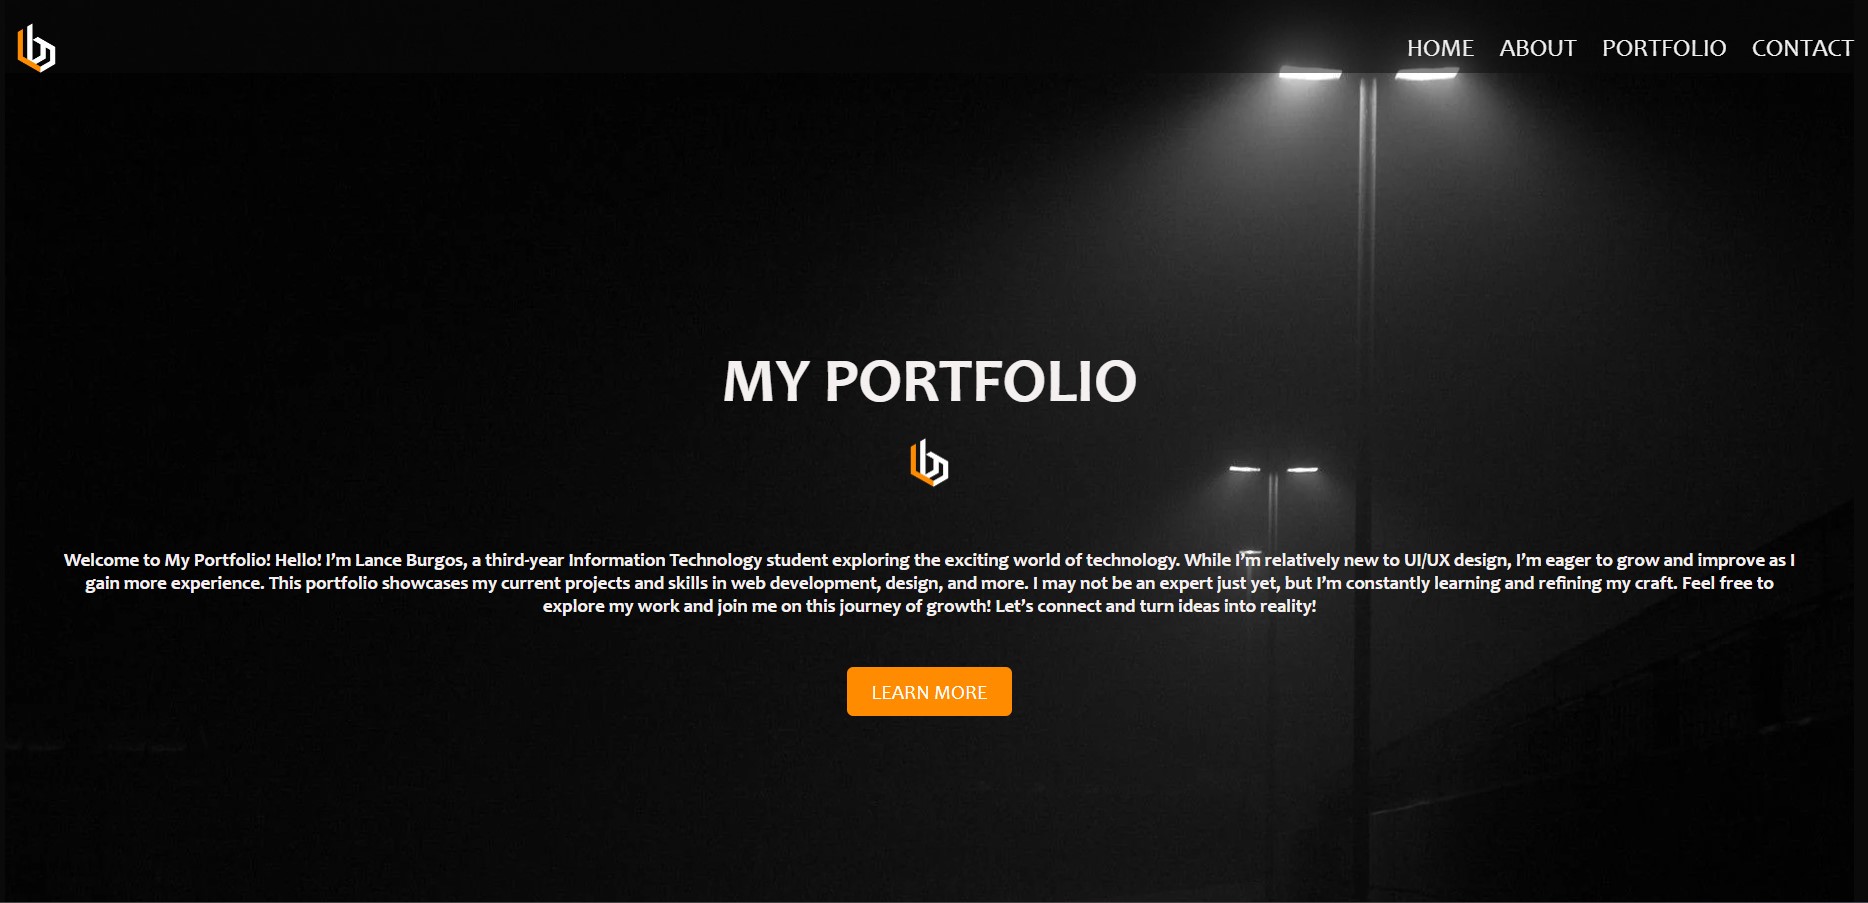 HOME ABOUT PORTFOLIO CONTACT
MY PORTFOLIO
Welcome to My Portfolio! Hello! I’m Lance Burgos, a third-year Information Technology student exploring the exciting world of technology. While I’m relatively new to UI/UX design, I’m eager to grow and improve as I
gain more experience. This portfolio showcases my current projects and skills in web development, design, and more. I may not be an expert just yet, but I’m constantly learning and refining my craft. Feel free to
explore my work and join me on this journey of growth! Let’s connect and turn ideas into reality!
LEARN MORE